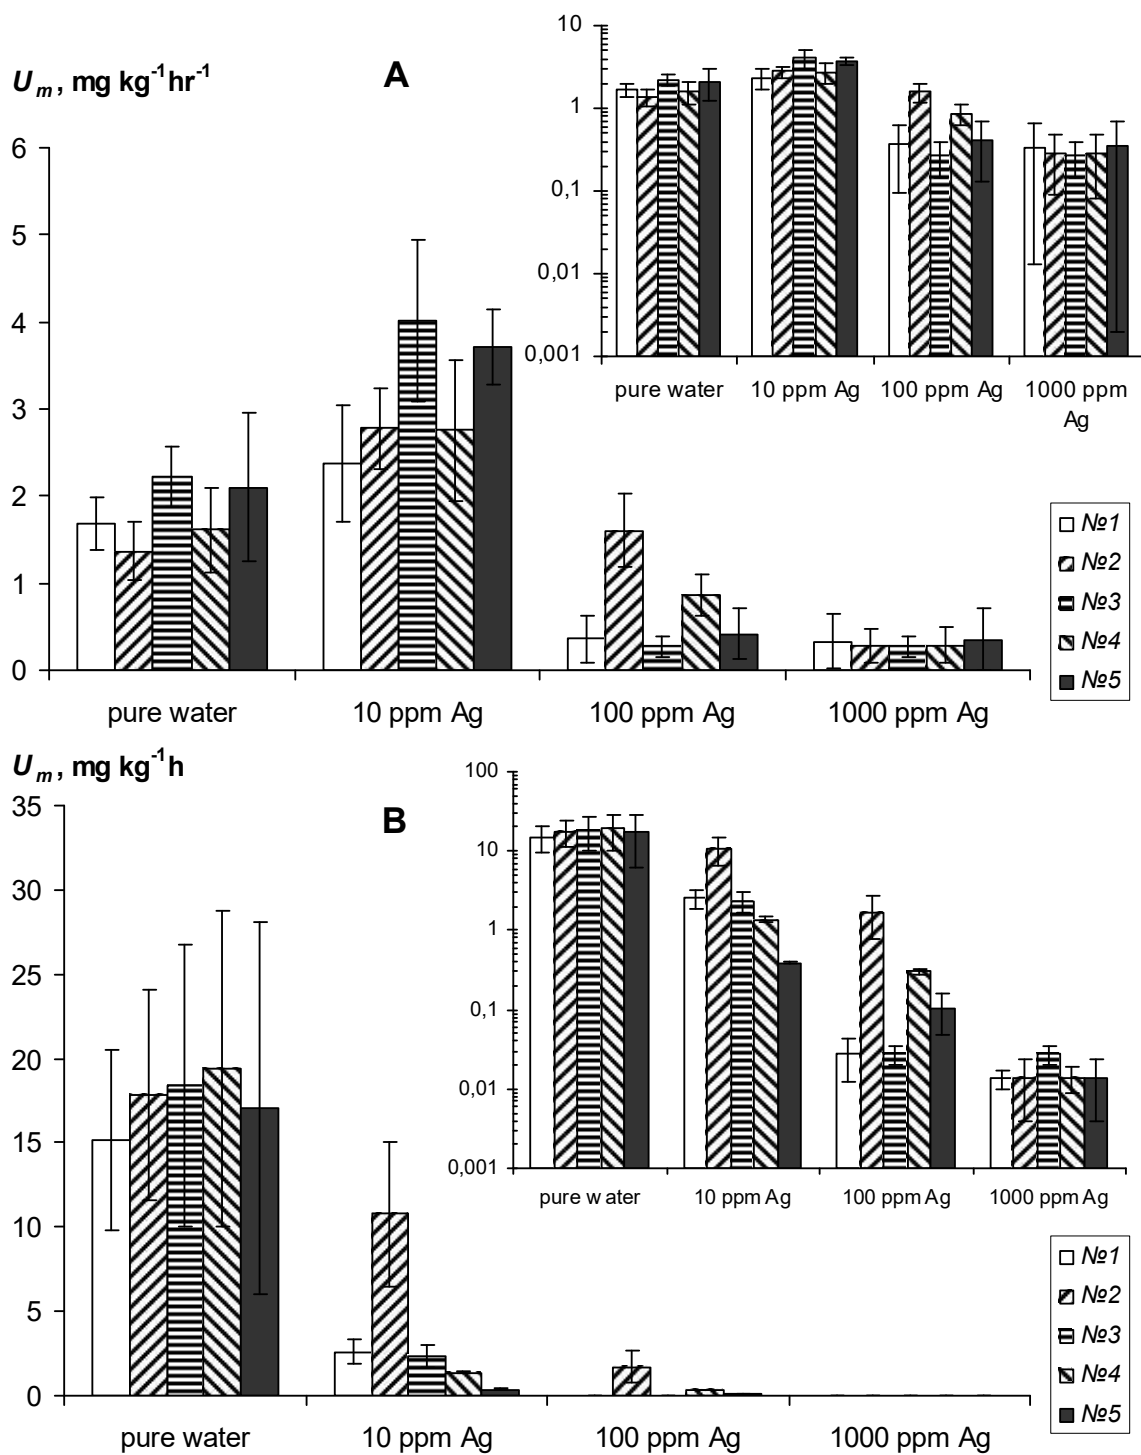 U_m, mg kg⁻¹hr⁻¹
A
6
5
4
3
2
1
0
pure water
10 ppm Ag
100 ppm Ag
1000 ppm Ag
10
1
0,1
0,01
0,001
pure water
10 ppm Ag
100 ppm Ag
1000 ppm
Ag
№1
№2
№3
№4
№5
U_m, mg kg⁻¹h
B
35
30
25
20
15
10
5
0
pure water
10 ppm Ag
100 ppm Ag
1000 ppm Ag
100
10
1
0,1
0,01
0,001
pure water
10 ppm Ag
100 ppm Ag
1000 ppm Ag
№1
№2
№3
№4
№5